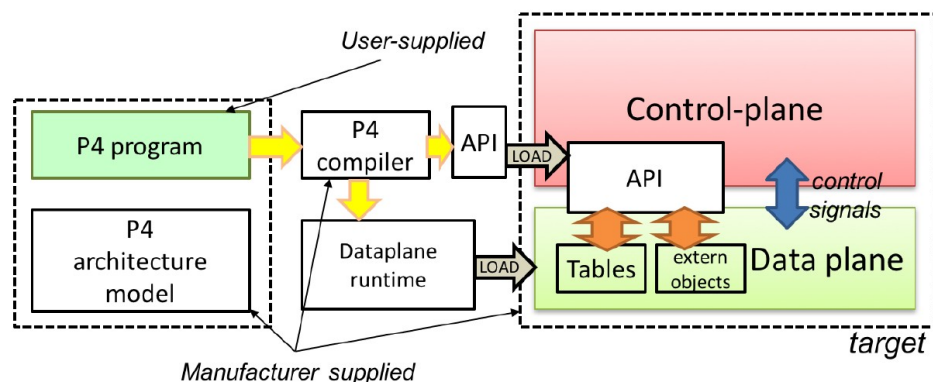 User-supplied
P4 program
P4
compiler
API
LOAD
Control-plane
API
control
signals
P4
architecture
model
Dataplane
runtime
LOAD
Tables
extern
objects
Data plane
target
Manufacturer supplied